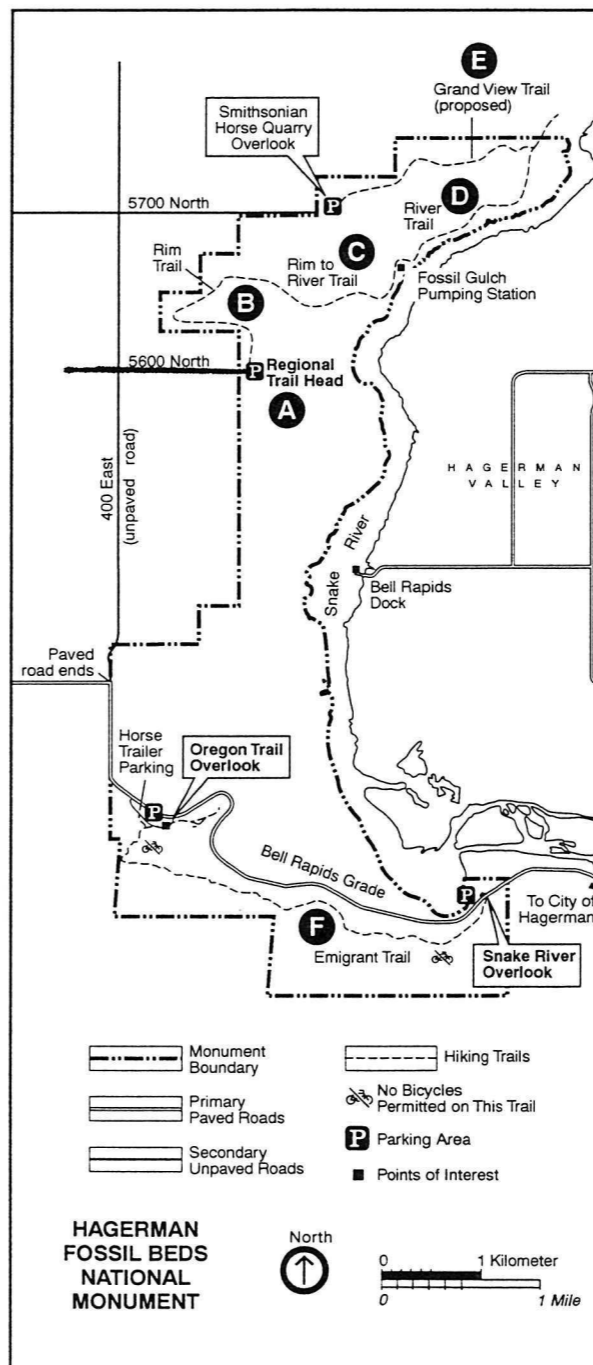 E
Grand View Trail
(proposed)
Smithsonian
Horse Quarry
Overlook
P
5700 North
D
River
Trail
C
Rim
Trail
Rim to
River Trail
Fossil Gulch
Pumping Station
B
5600 North
P
Regional
Trail Head
A
400 East
(unpaved road)
HAGERMAN
VALLEY
Snake River
Bell Rapids
Dock
Paved
road ends
Horse
Trailer
Parking
Oregon Trail
Overlook
P
Bell Rapids Grade
P
To City of
Hagerman
F
Emigrant Trail
Snake River
Overlook
Monument
Boundary
Hiking Trails
Primary
Paved Roads
No Bicycles
Permitted on This Trail
P
Parking Area
Secondary
Unpaved Roads
Points of Interest
HAGERMAN
FOSSIL BEDS
NATIONAL
MONUMENT
North
0 1 Kilometer
0 1 Mile